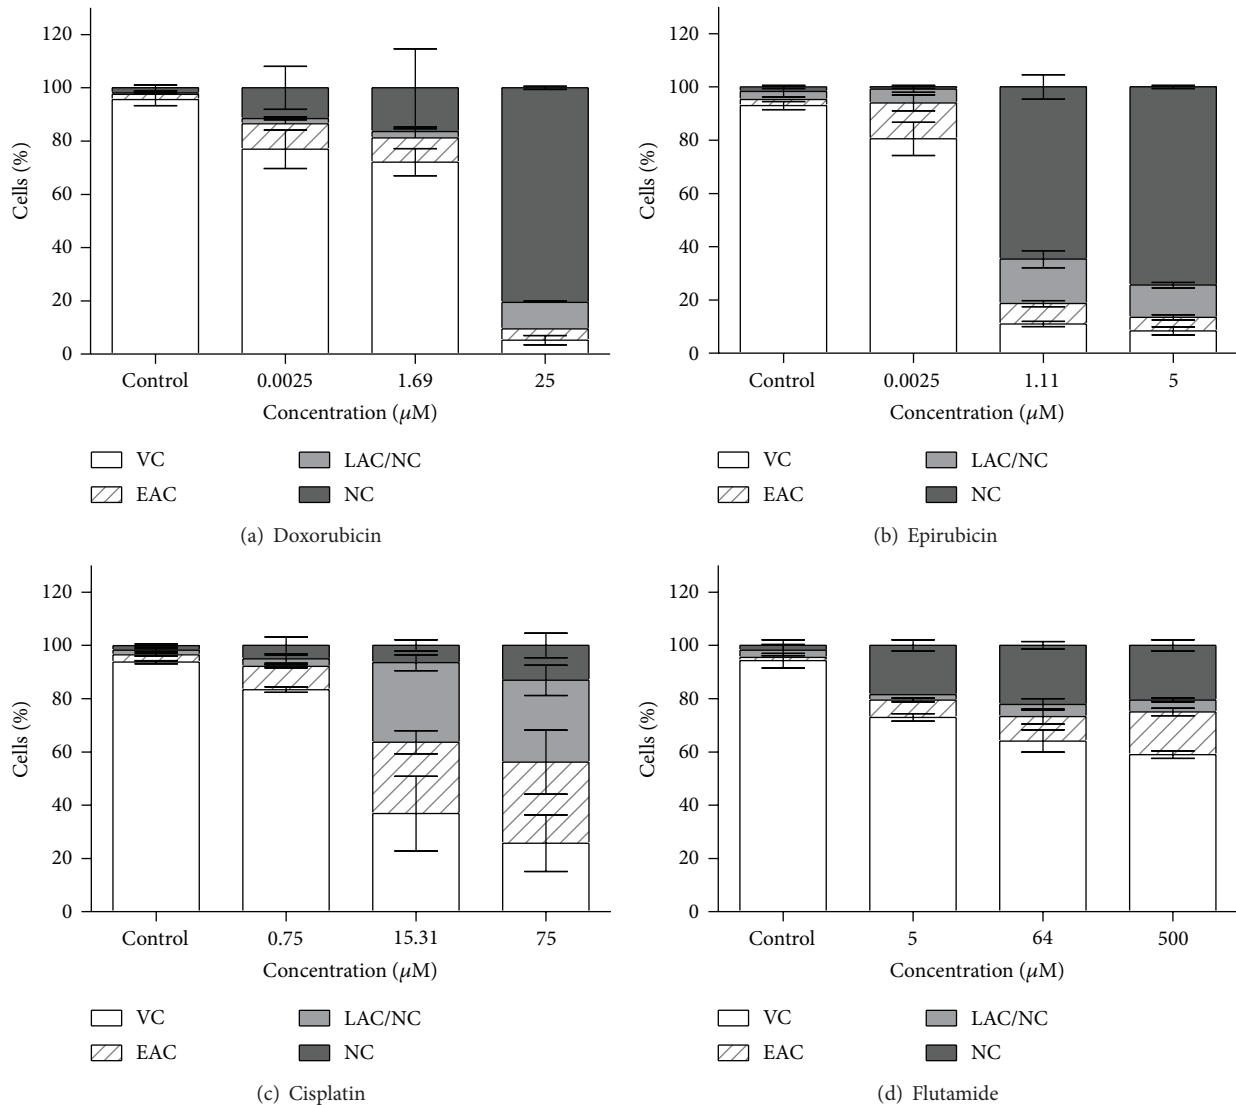 120
100
80
60
40
20
0
Cells (%)
Control 0.0025 1.69 25
Concentration (μM)
VC LAC/NC
EAC NC
(a) Doxorubicin
120
100
80
60
40
20
0
Cells (%)
Control 0.0025 1.11 5
Concentration (μM)
VC LAC/NC
EAC NC
(b) Epirubicin
120
100
80
60
40
20
0
Cells (%)
Control 0.75 15.31 75
Concentration (μM)
VC LAC/NC
EAC NC
(c) Cisplatin
120
100
80
60
40
20
0
Cells (%)
Control 5 64 500
Concentration (μM)
VC LAC/NC
EAC NC
(d) Flutamide